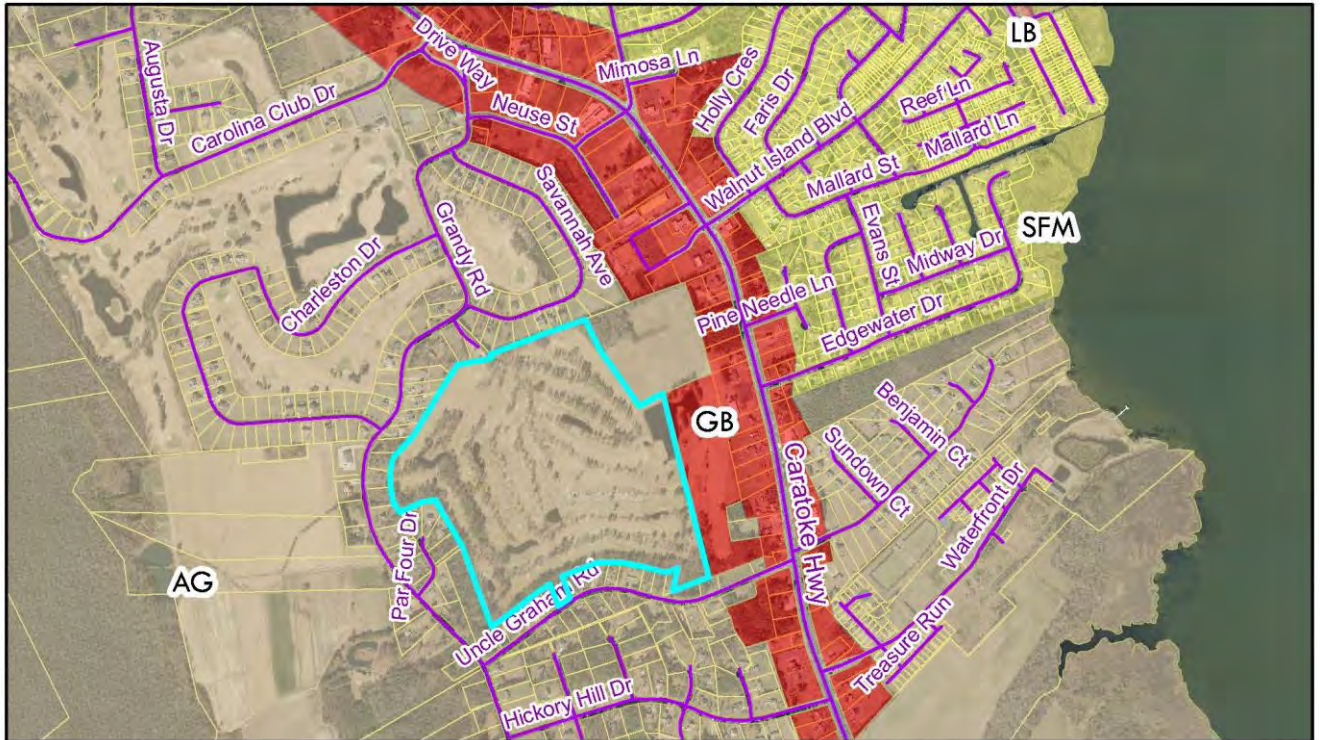 LB
Drive Way
Augusta Dr
Mimosa Ln
Holly Cres
Faris Dr
Reef Ln
Carolina Club Dr
Neuse St
Walnut Island Blvd
Mallard Ln
Mallard St
Savannah Ave
Grandy Rd
Evans St
SFM
Charleston Dr
Midway Dr
Pine Needle Ln
Edgewater Dr
GB
Benjamin Ct
Sundown Ct
Caratoke Hwy
Waterfront Dr
Par Four Dr
AG
Uncle Graham Rd
Treasure Run
Hickory Hill Dr